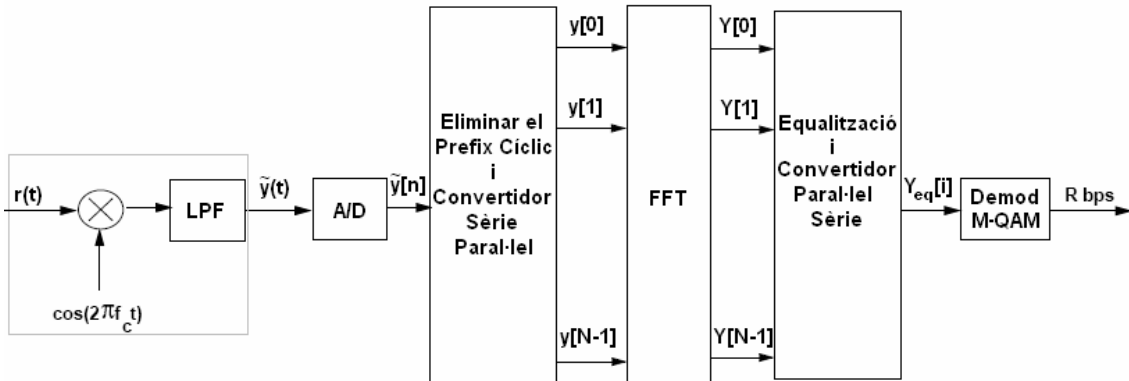 r(t)
cos(2πf_ct)
LPF
ỹ(t)
A/D
ỹ[n]
Eliminar el
Prefix Cíclic
i
Convertidor
Sèrie
Paral·lel
y[0]
y[1]
y[N-1]
FFT
Y[0]
Y[1]
Y[N-1]
Equalització
i
Convertidor
Paral·lel
Sèrie
Y_eq[i]
Demod
M-QAM
R bps